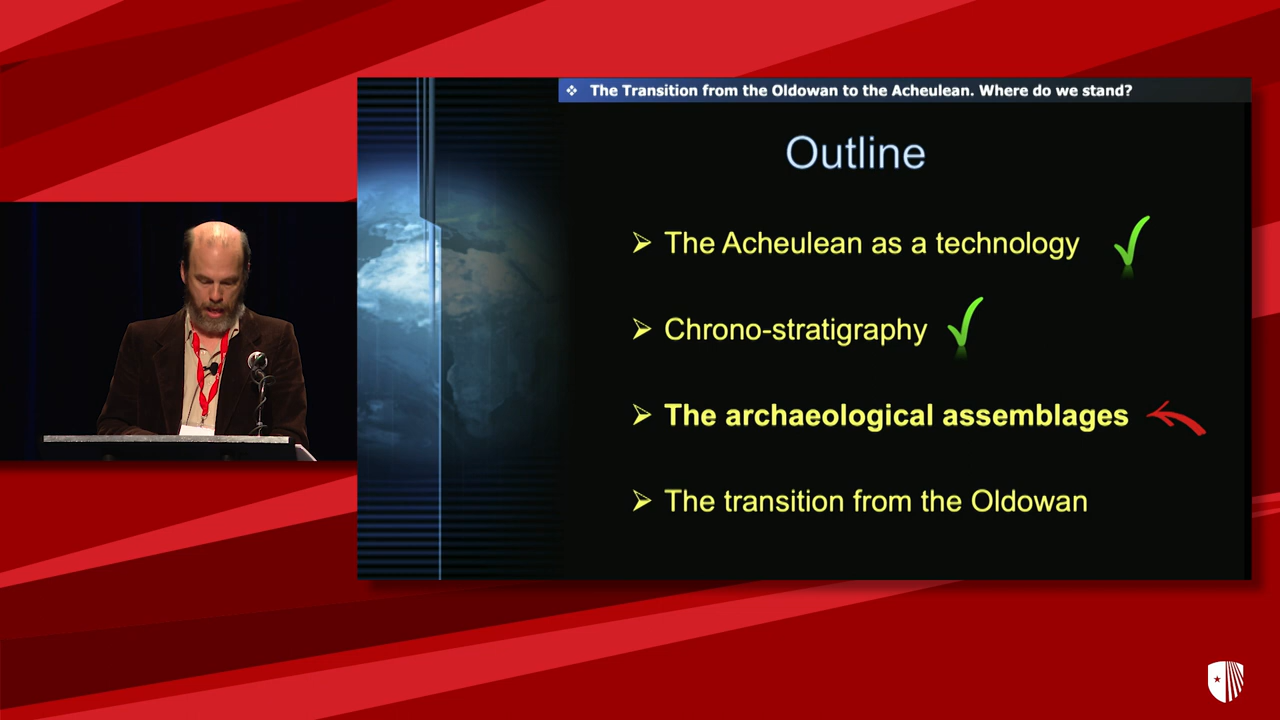 ❖ The Transition from the Oldowan to the Acheulean. Where do we stand?
Outline
➢ The Acheulean as a technology
➢ Chrono-stratigraphy
➢ The archaeological assemblages
➢ The transition from the Oldowan